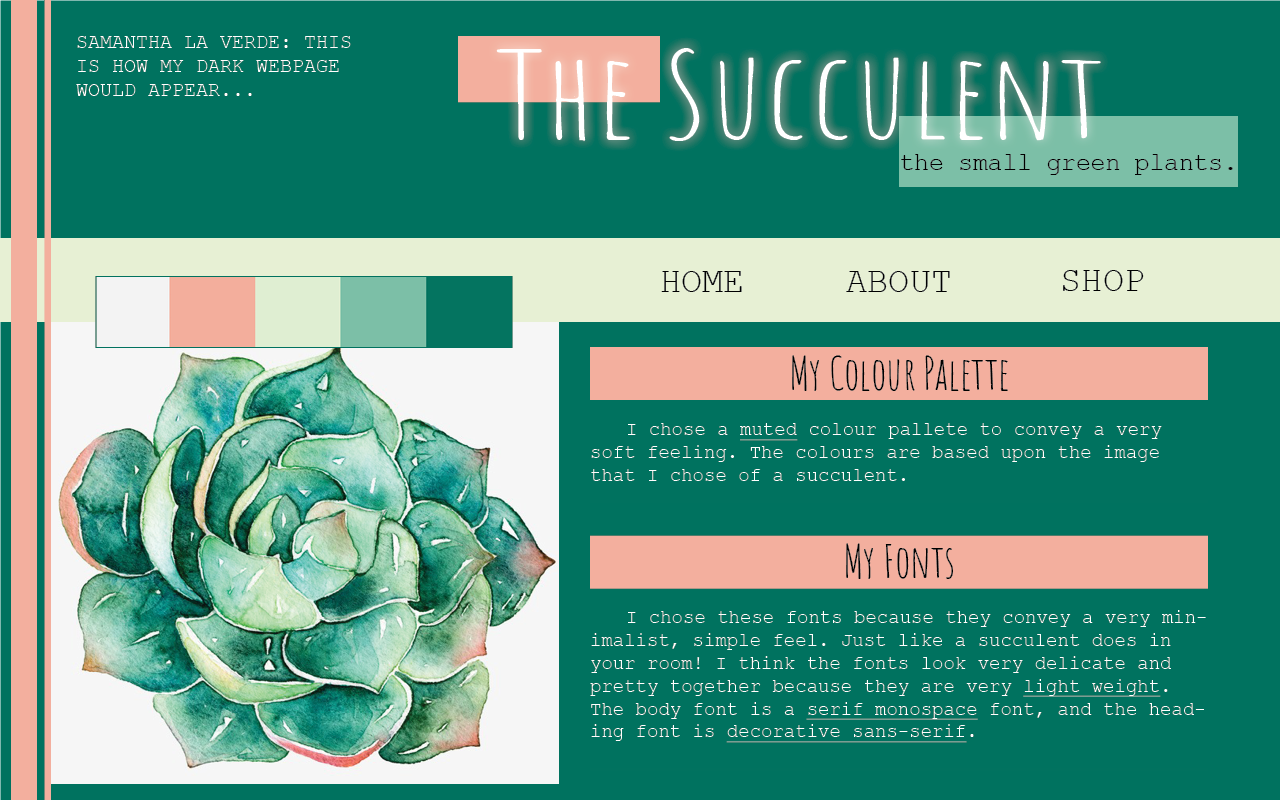 SAMANTHA LA VERDE: THIS
IS HOW MY DARK WEBPAGE
WOULD APPEAR...
The Succulent
the small green plants.
HOME ABOUT SHOP
My Colour Palette
I chose a muted colour pallete to convey a very
soft feeling. The colours are based upon the image
that I chose of a succulent.
My Fonts
I chose these fonts because they convey a very min-
imalist, simple feel. Just like a succulent does in
your room! I think the fonts look very delicate and
pretty together because they are very light weight.
The body font is a serif monospace font, and the head-
ing font is decorative sans-serif.